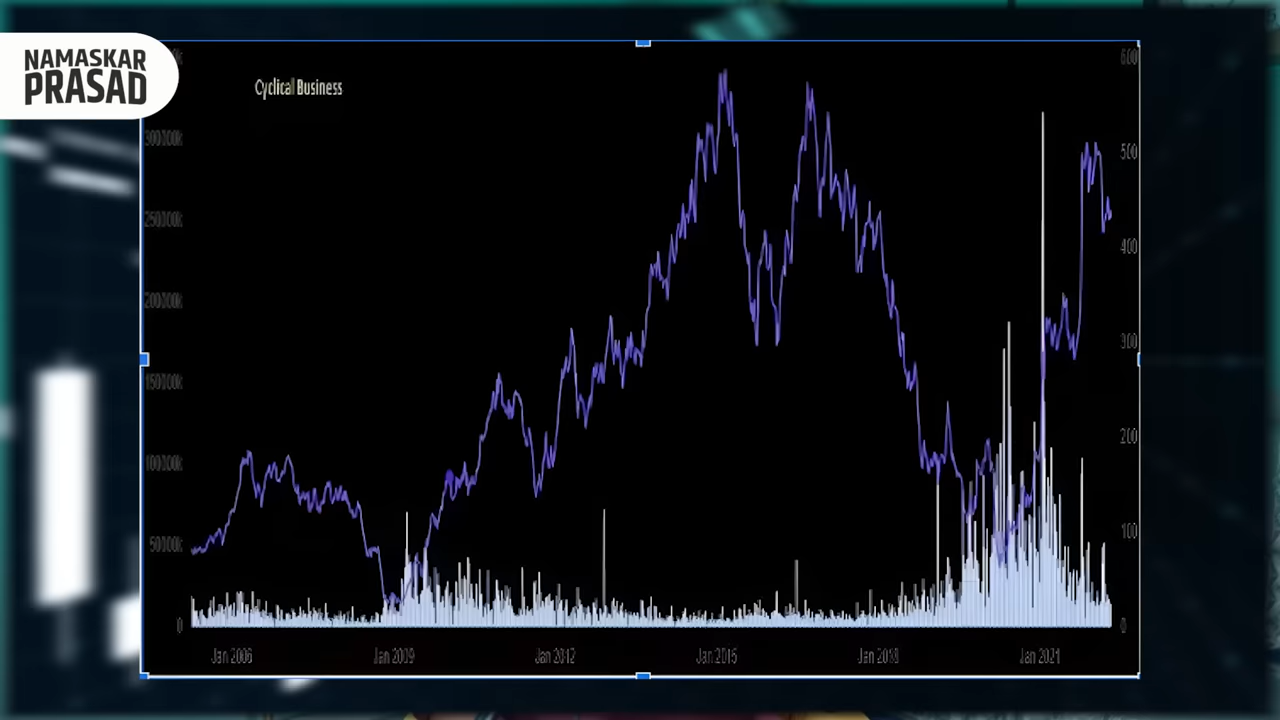 NAMASKAR
PRASAD
Cyclical Business
600
300000k
500
250000k
400
200000k
300
150000k
200
100000k
100
50000k
0
0
Jan 2006
Jan 2009
Jan 2012
Jan 2015
Jan 2018
Jan 2021